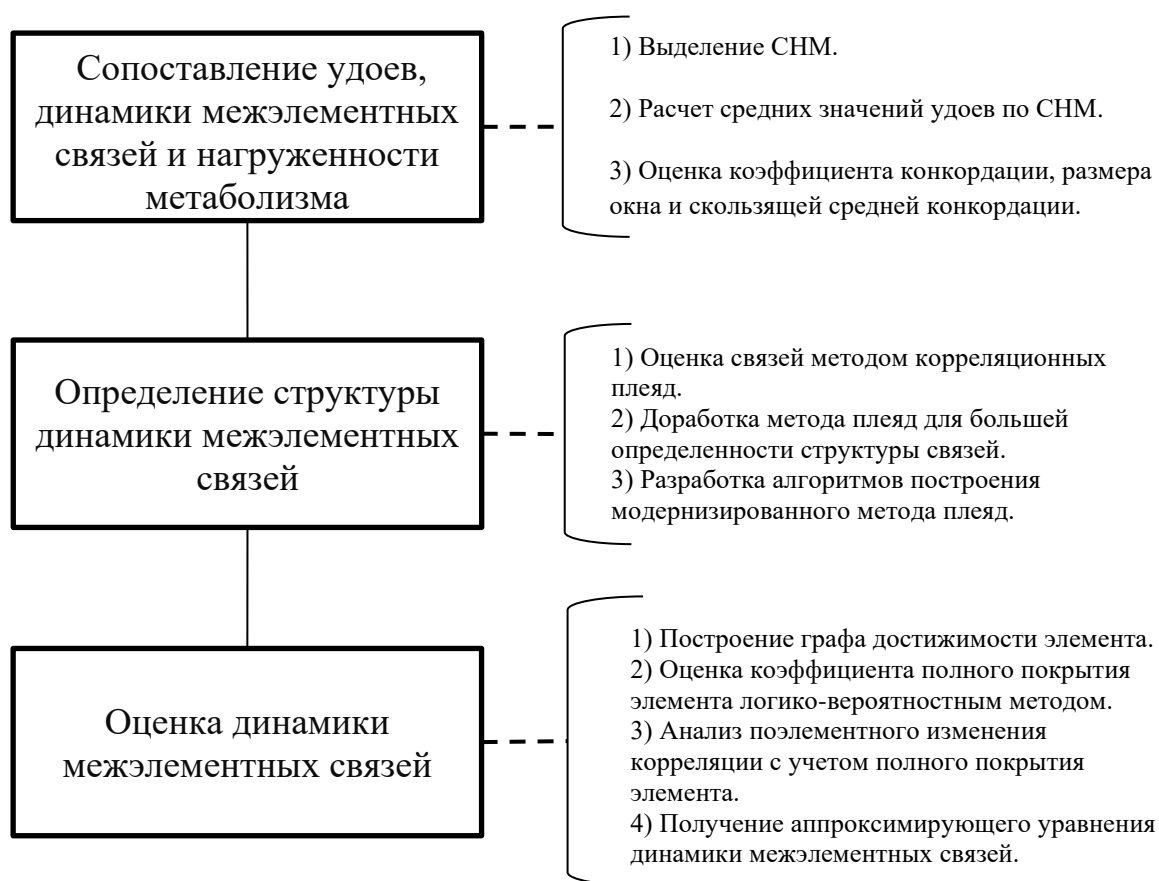 Сопоставление удоев,
динамики межэлементных
связей и нагруженности
метаболизма
1) Выделение СНМ.
2) Расчет средних значений удоев по СНМ.
3) Оценка коэффициента конкордации, размера
окна и скользящей средней конкордации.
Определение структуры
динамики межэлементных
связей
1) Оценка связей методом корреляционных
плеяд.
2) Доработка метода плеяд для большей
определенности структуры связей.
3) Разработка алгоритмов построения
модернизированного метода плеяд.
Оценка динамики
межэлементных связей
1) Построение графа достижимости элемента.
2) Оценка коэффициента полного покрытия
элемента логико-вероятностным методом.
3) Анализ поэлементного изменения
корреляции с учетом полного покрытия
элемента.
4) Получение аппроксимирующего уравнения
динамики межэлементных связей.